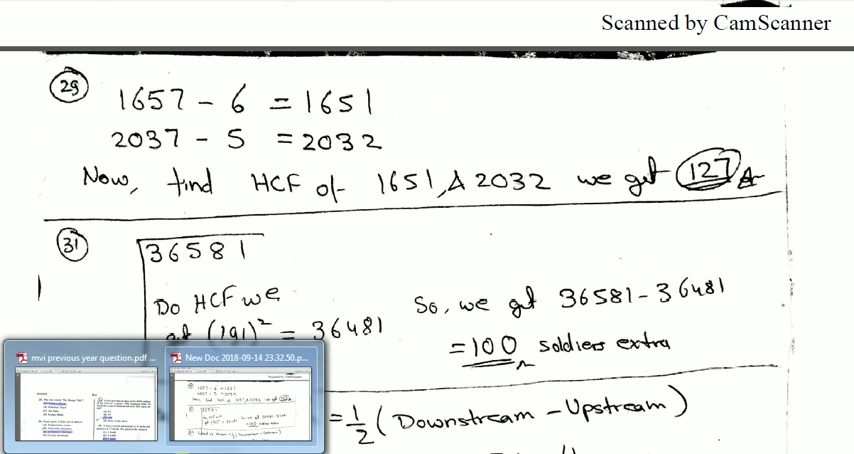 Scanned by CamScanner
29
1657 - 6 = 1651
2037 - 5 = 2032
Now, find HCF of 1651, & 2032 we get 127
31
36581
Do HCF we
get (191)² = 36481
So, we get 36581 - 36481
= 100 soldiers extra
mvi previous year question.pdf ...
New Doc 2018-09-14 23.32.50.p...
= 1/2 (Downstream - Upstream)